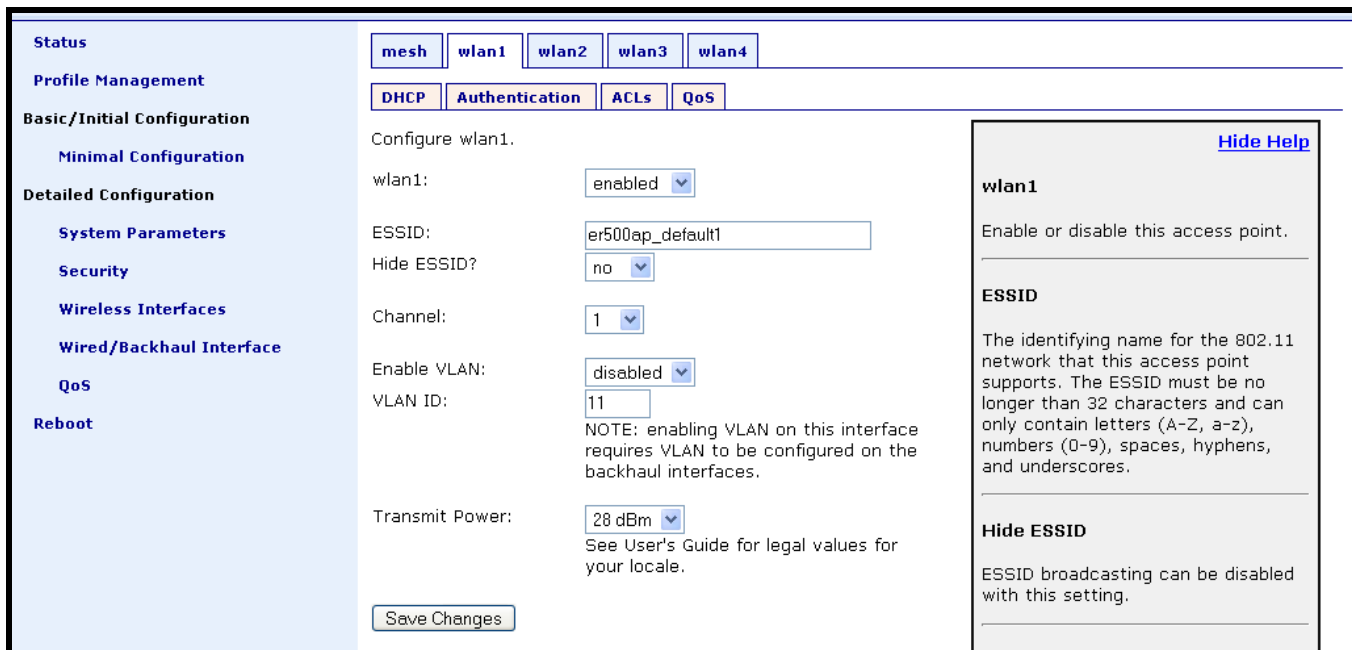 Status
Profile Management
Basic/Initial Configuration
Minimal Configuration
Detailed Configuration
System Parameters
Security
Wireless Interfaces
Wired/Backhaul Interface
QoS
Reboot
mesh wlan1 wlan2 wlan3 wlan4
DHCP Authentication ACLs QoS
Configure wlan1.
wlan1: enabled
ESSID: er500ap_default1
Hide ESSID? no
Channel: 1
Enable VLAN: disabled
VLAN ID: 11
NOTE: enabling VLAN on this interface
requires VLAN to be configured on the
backhaul interfaces.
Transmit Power: 28 dBm
See User's Guide for legal values for
your locale.
Save Changes
Hide Help
wlan1
Enable or disable this access point.
ESSID
The identifying name for the 802.11
network that this access point
supports. The ESSID must be no
longer than 32 characters and can
only contain letters (A-Z, a-z),
numbers (0-9), spaces, hyphens,
and underscores.
Hide ESSID
ESSID broadcasting can be disabled
with this setting.